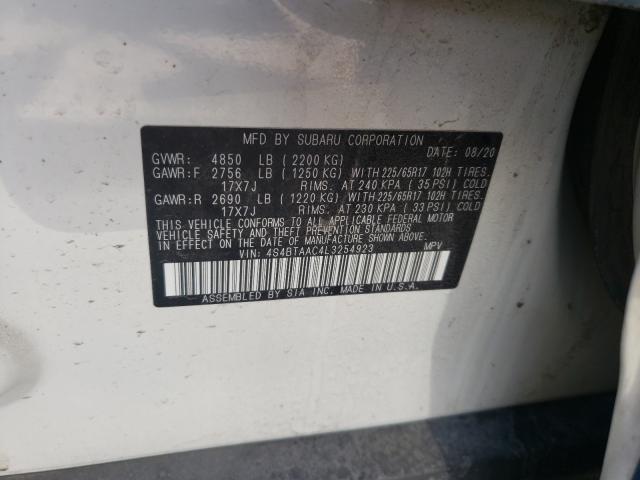 MFD BY SUBARU CORPORATION
GVWR: 4850 LB (2200 KG) DATE: 08/20
GAWR:F 2756 LB (1250 KG) WITH 225/65R17 102H TIRES.
17X7J RIMS. AT 240 KPA (35 PSI) COLD
GAWR:R 2690 LB (1220 KG) WITH 225/65R17 102H TIRES.
17X7J RIMS. AT 230 KPA (33 PSI) COLD
THIS VEHICLE CONFORMS TO ALL APPLICABLE FEDERAL MOTOR
VEHICLE SAFETY AND THEFT PREVENTION STANDARDS IN EFFECT ON THE DATE
OF MANUFACTURE SHOWN ABOVE.
VIN: 4S4BTAAC4L3254923 MPV
ASSEMBLED BY SIA INC. MADE IN U.S.A.